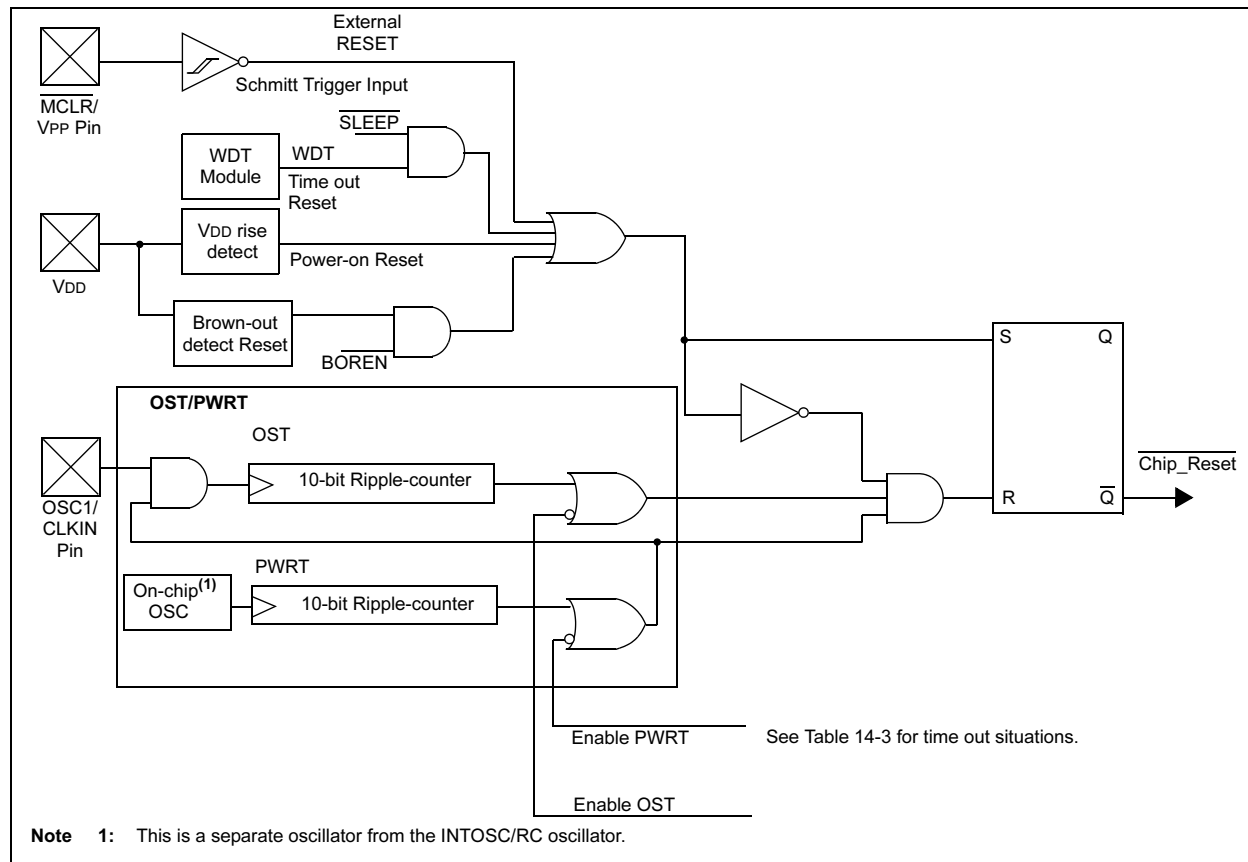 External
RESET
Schmitt Trigger Input
MCLR/
VPP Pin
SLEEP
WDT
Module
WDT
Time out
Reset
VDD rise
detect
Power-on Reset
VDD
Brown-out
detect Reset
BOREN
S
Q
OST/PWRT
OST
10-bit Ripple-counter
Chip_Reset
R
Q
OSC1/
CLKIN
Pin
PWRT
On-chip(1)
OSC
10-bit Ripple-counter
Enable PWRT
See Table 14-3 for time out situations.
Enable OST
Note 1: This is a separate oscillator from the INTOSC/RC oscillator.